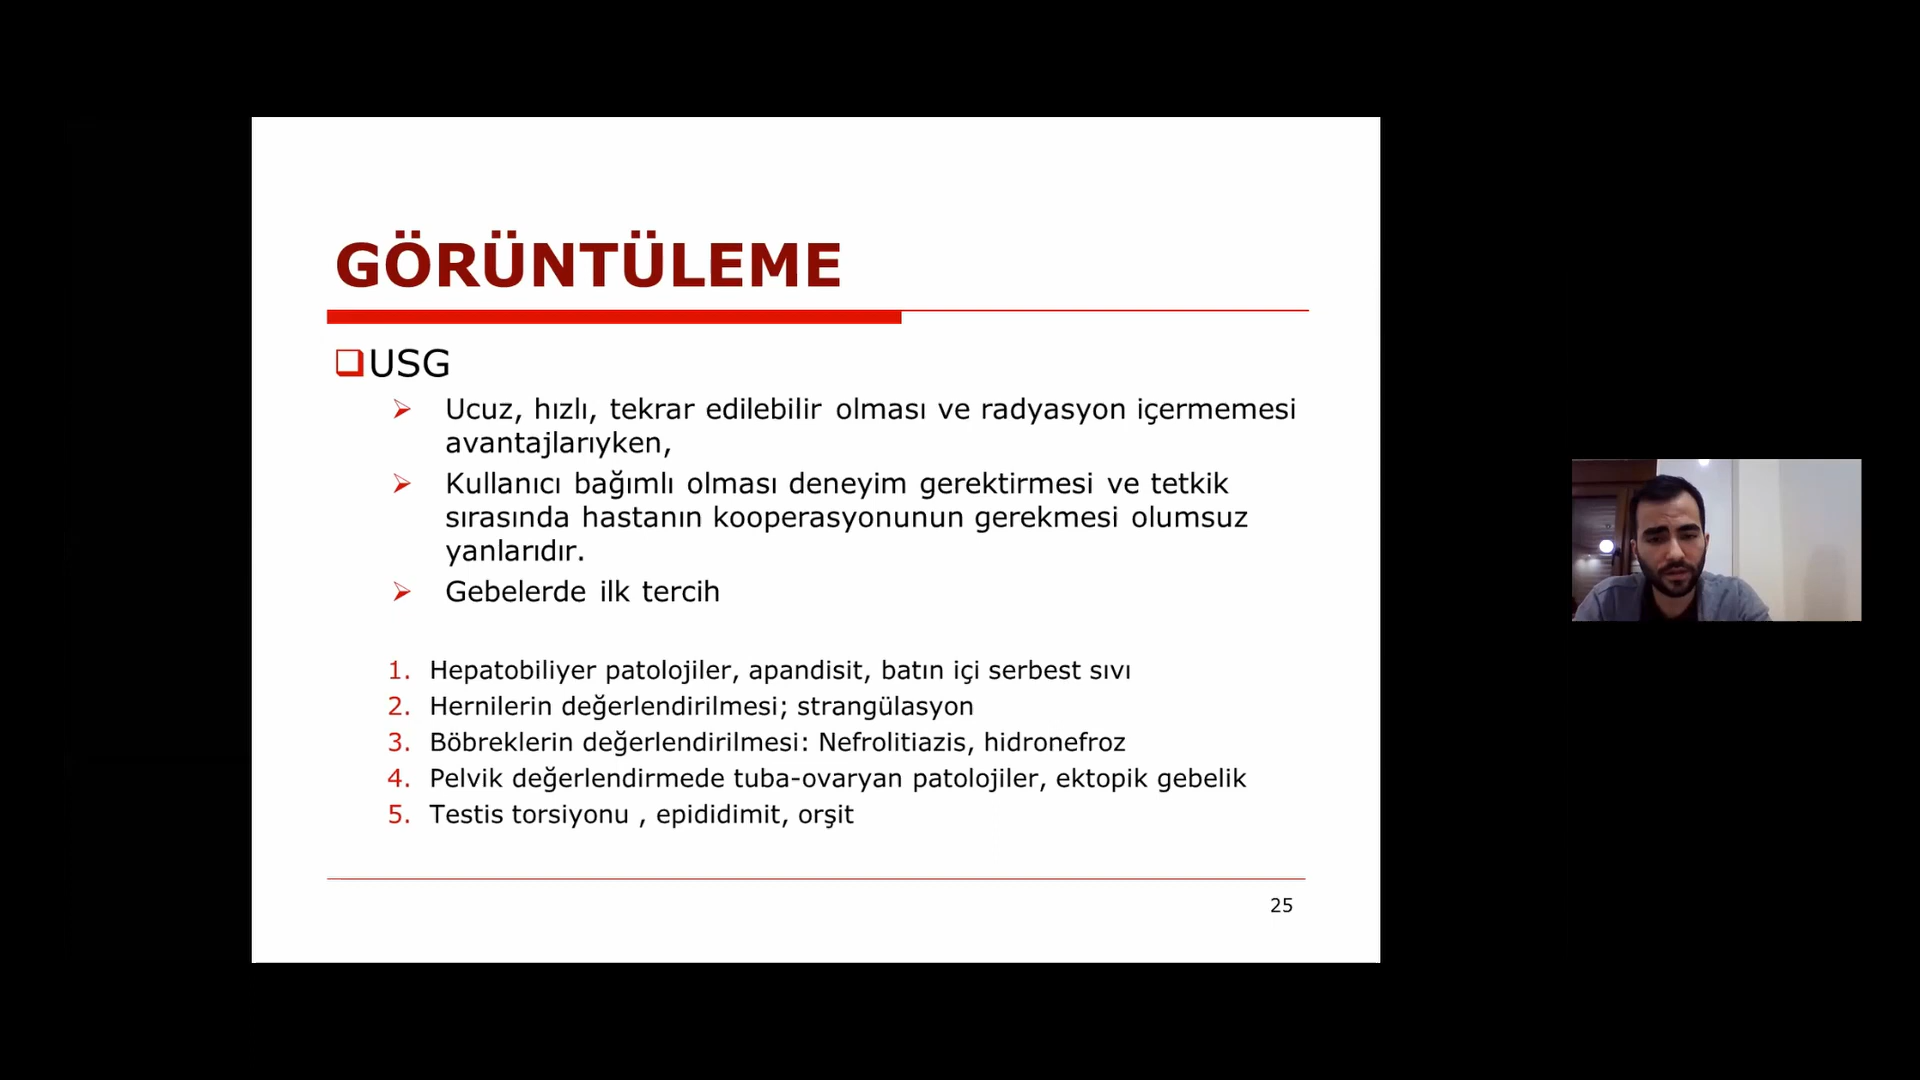 GÖRÜNTÜLEME
USG
Ucuz, hızlı, tekrar edilebilir olması ve radyasyon içermemesi
avantajlarıyken,
Kullanıcı bağımlı olması deneyim gerektirmesi ve tetkik
sırasında hastanın kooperasyonunun gerekmesi olumsuz
yanlarıdır.
Gebelerde ilk tercih
1. Hepatobiliyer patolojiler, apandisit, batın içi serbest sıvı
2. Hernilerin değerlendirilmesi; strangülasyon
3. Böbreklerin değerlendirilmesi: Nefrolitiazis, hidronefroz
4. Pelvik değerlendirmede tuba-ovaryan patolojiler, ektopik gebelik
5. Testis torsiyonu , epididimit, orşit
25